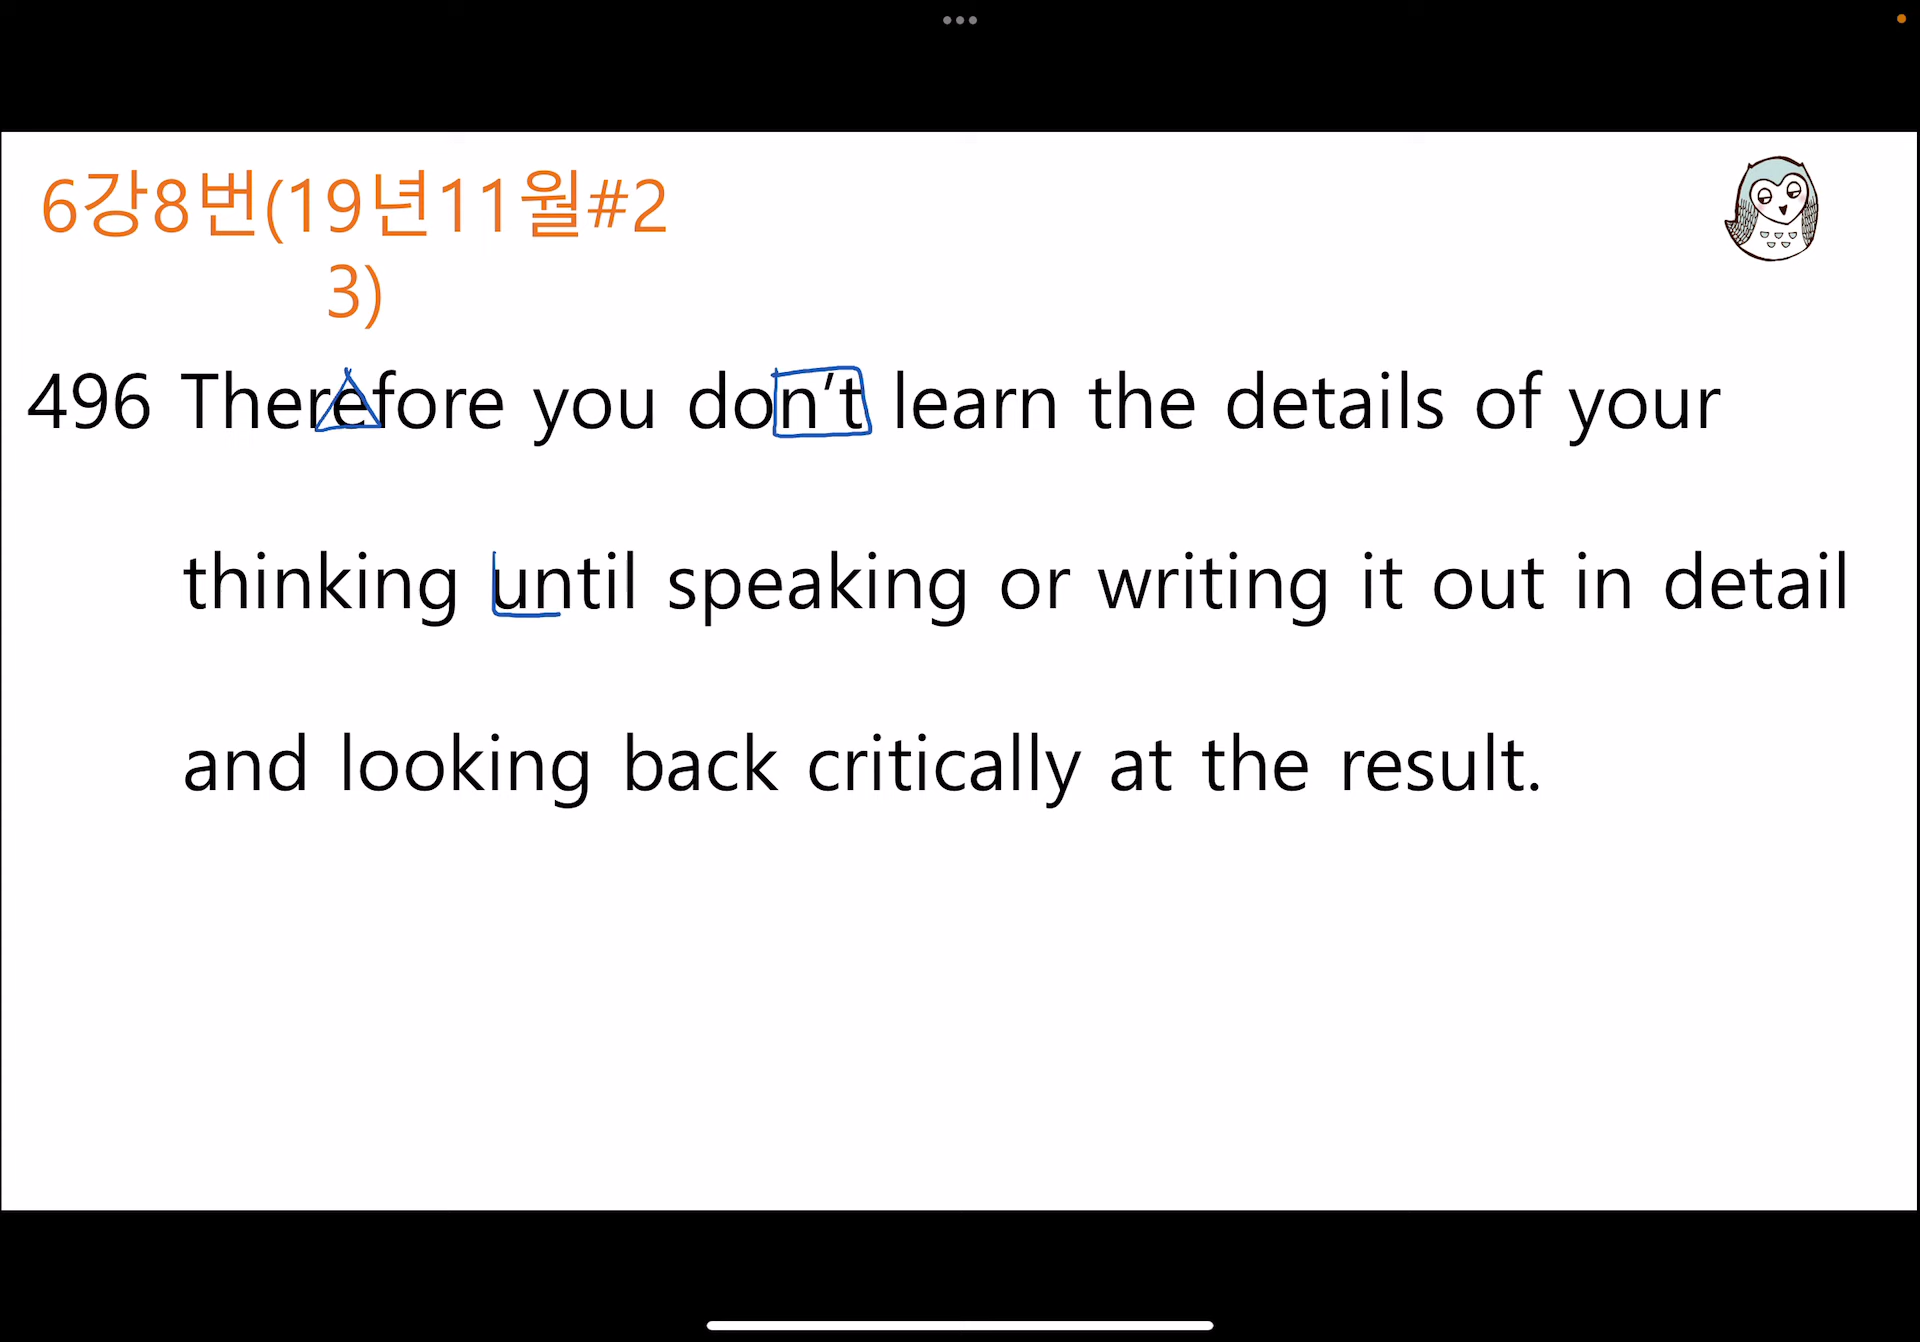 6강8번(19년11월#2
3)
496 Therefore you don’t learn the details of your
thinking until speaking or writing it out in detail
and looking back critically at the result.